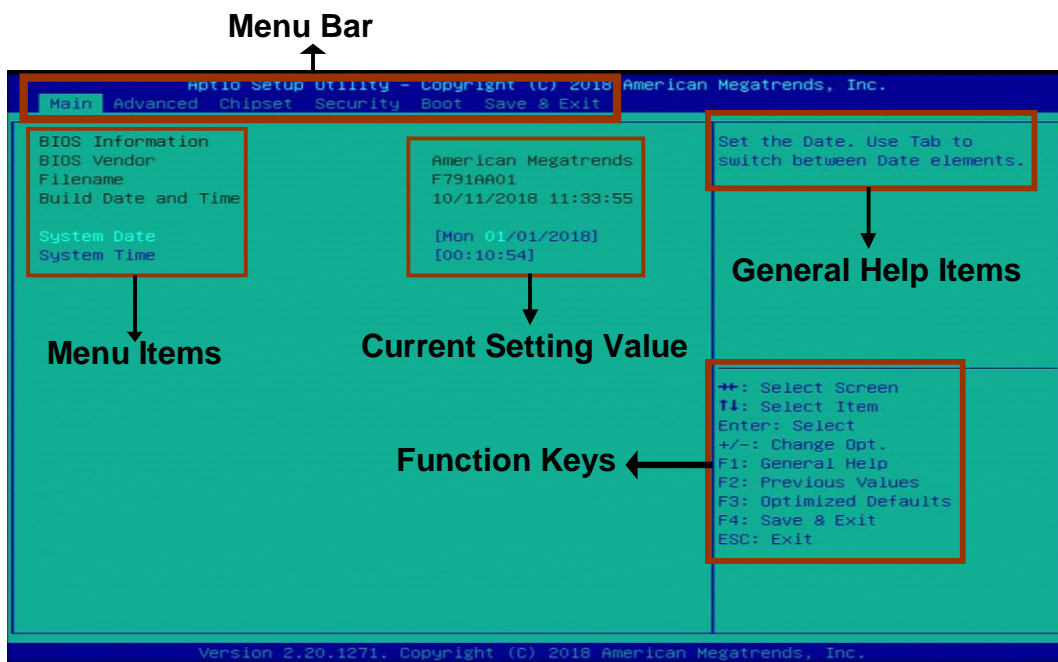 Menu Bar
Aptio Setup Utility - Copyright (C) 2018 American Megatrends, Inc.
Main Advanced Chipset Security Boot Save & Exit
BIOS Information
BIOS Vendor American Megatrends
Filename F791AA01
Build Date and Time 10/11/2018 11:33:55
System Date [Mon 01/01/2018]
System Time [00:10:54]
Set the Date. Use Tab to
switch between Date elements.
General Help Items
Menu Items
Current Setting Value
Function Keys
→←: Select Screen
↑↓: Select Item
Enter: Select
+/-: Change Opt.
F1: General Help
F2: Previous Values
F3: Optimized Defaults
F4: Save & Exit
ESC: Exit
Version 2.20.1271. Copyright (C) 2018 American Megatrends, Inc.